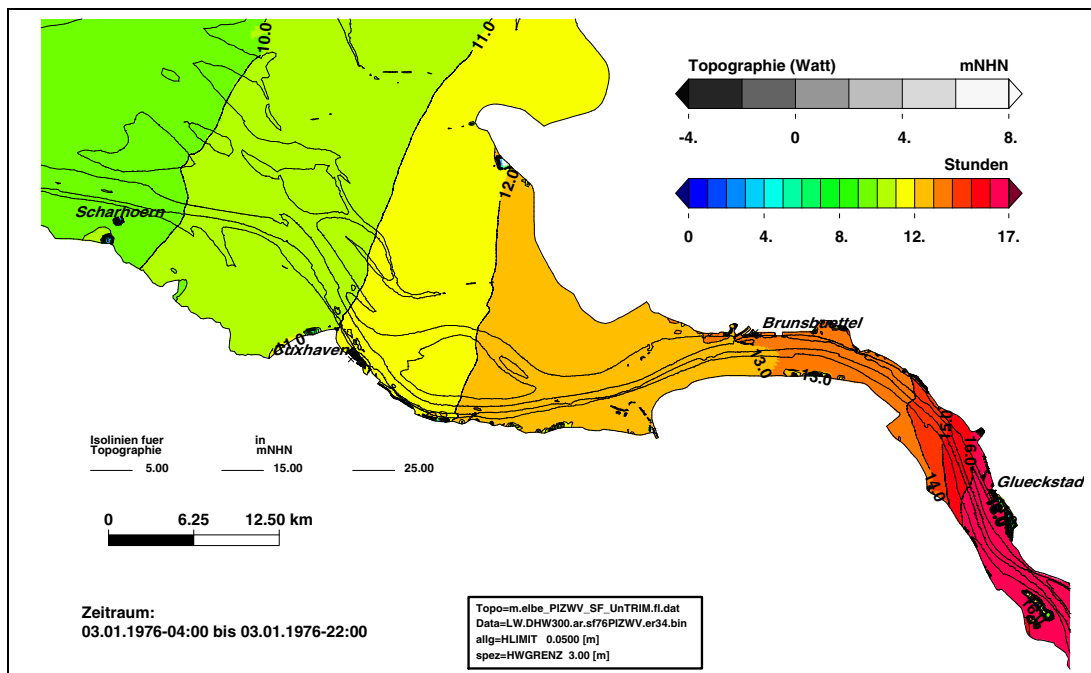 10.0
11.0
Topographie (Watt) mNHN
-4. 0 4. 8.
Stunden
0 4. 8. 12. 17.
12.0
Scharhoern
Brunsbuettel
11.0
Cuxhaven
13.0
13.0
15.0
16.0
14.0
Glueckstad
Isolinien fuer Topographie in mNHN
5.00 15.00 25.00
0 6.25 12.50 km
Zeitraum:
03.01.1976-04:00 bis 03.01.1976-22:00
Topo=m.elbe_PIZWV_SF_UnTRIM.fl.dat
Data=LW.DHW300.ar.sf76PIZWV.er34.bin
allg=HLIMIT 0.0500 [m]
spez=HWGRENZ 3.00 [m]